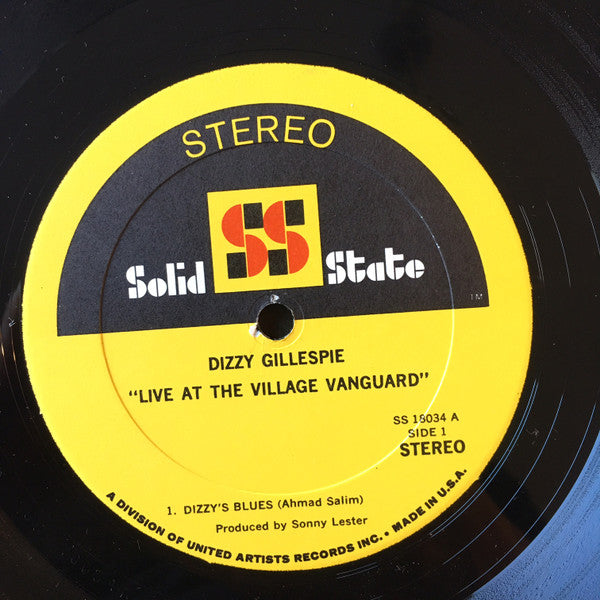 STEREO
SS
Solid State
TM
DIZZY GILLESPIE
"LIVE AT THE VILLAGE VANGUARD"
SS 18034 A
SIDE 1
STEREO
1. DIZZY'S BLUES (Ahmad Salim)
Produced by Sonny Lester
A DIVISION OF UNITED ARTISTS RECORDS INC. • MADE IN U.S.A.